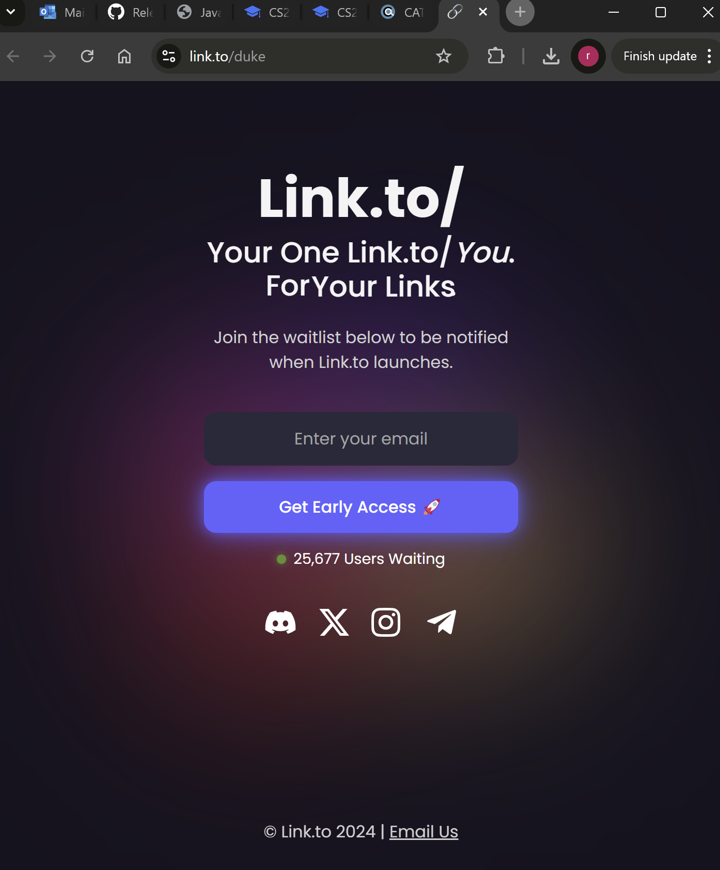 Mai
Rele
Java
CS2
CS2
CAT
link.to/duke
r
Finish update
Link.to/
Your One Link.to/You.
ForYour Links
Join the waitlist below to be notified
when Link.to launches.
Enter your email
Get Early Access 🚀
25,677 Users Waiting
© Link.to 2024 | Email Us